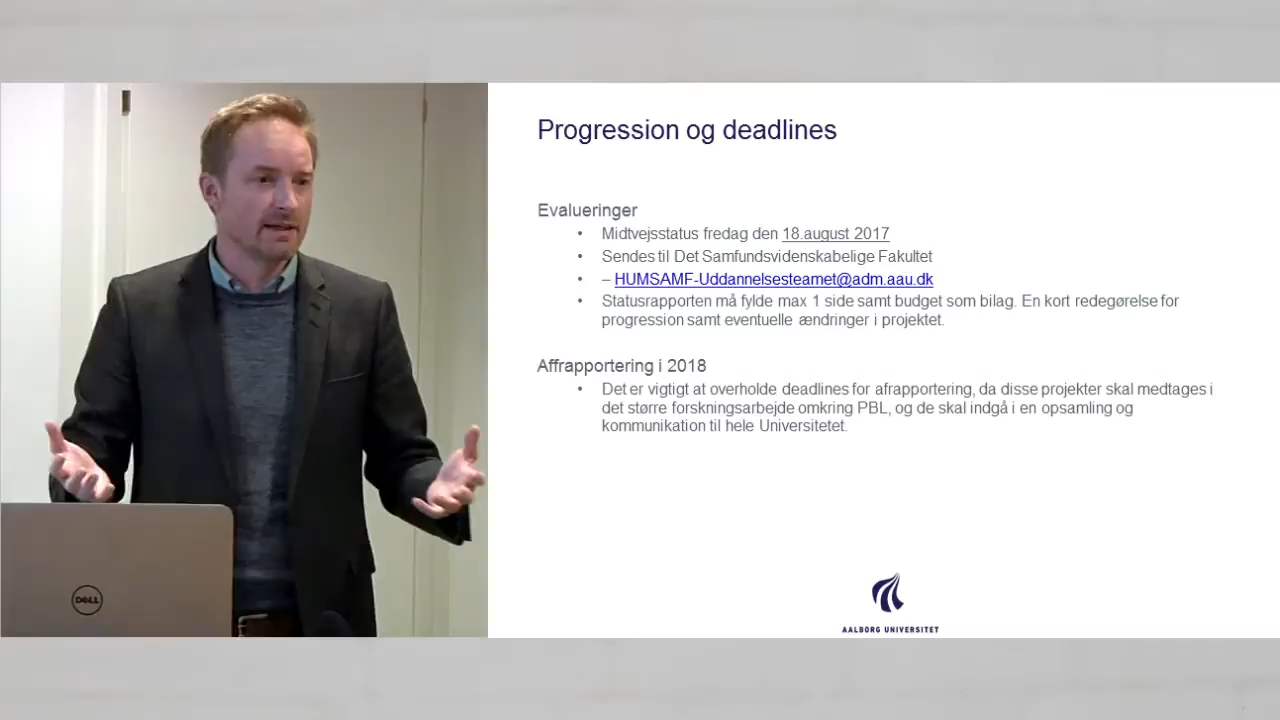 Progression og deadlines
Evalueringer
• Midtvejsstatus fredag den 18.august 2017
• Sendes til Det Samfundsvidenskabelige Fakultet
• – HUMSAMF-Uddannelsesteamet@adm.aau.dk
• Statusrapporten må fylde max 1 side samt budget som bilag. En kort redegørelse for
progression samt eventuelle ændringer i projektet.
Affrapportering i 2018
• Det er vigtigt at overholde deadlines for afrapportering, da disse projekter skal medtages i
det større forskningsarbejde omkring PBL, og de skal indgå i en opsamling og
kommunikation til hele Universitetet.
DELL
AALBORG UNIVERSITET